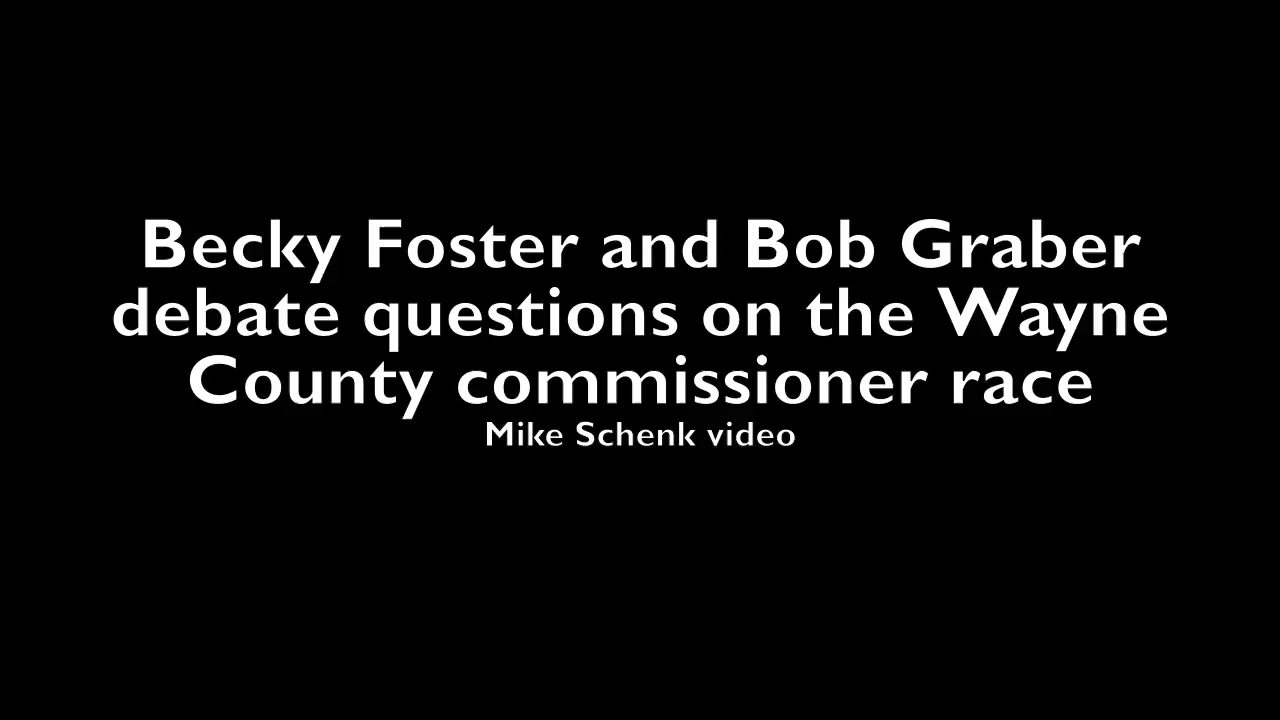 Becky Foster and Bob Graber
debate questions on the Wayne
County commissioner race
Mike Schenk video